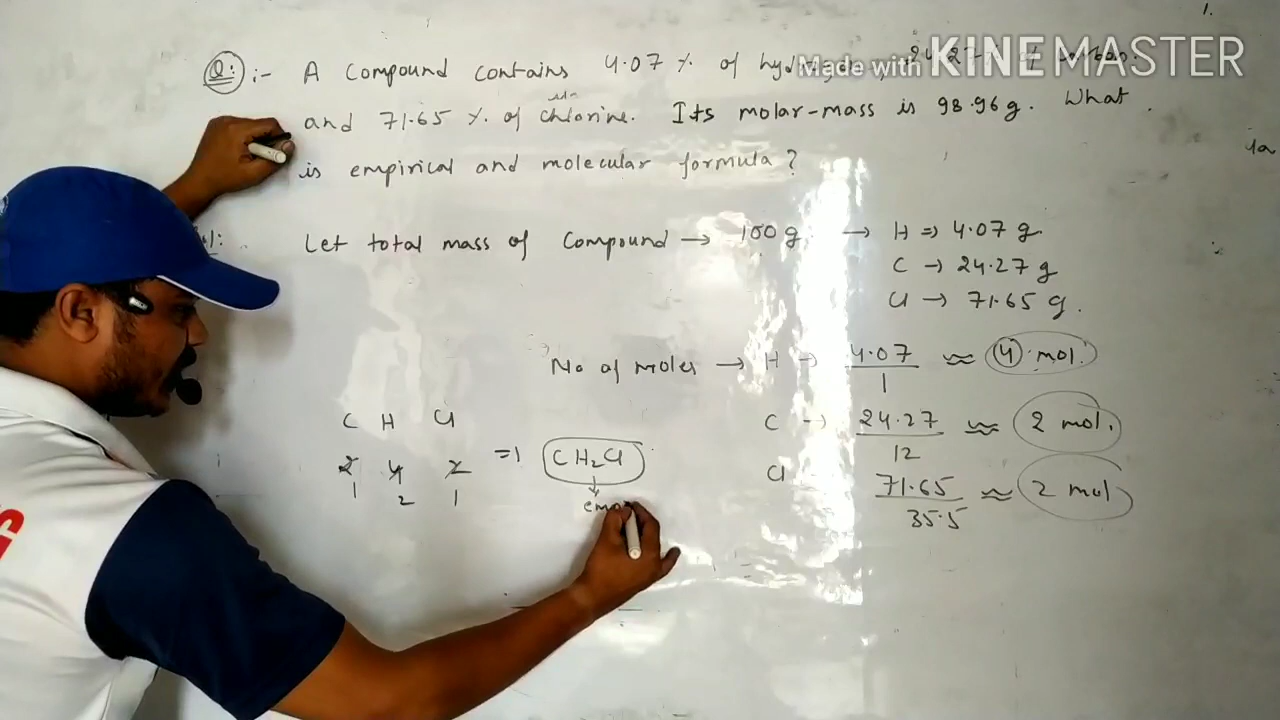 Made with KINEMASTER
1.
Q: :- A Compound contains 4.07 % of
and 71.65 %. of chlorine. Its molar-mass is 98.96 g. What
is empirical and molecular formula?
Let total mass of Compound → 100 g. → H => 4.07 g
C → 24.27 g
Cl → 71.65 g.
No of moles → H → 4.07 / 1 ≈ 4 mol.
C → 24.27 / 12 ≈ 2 mol.
Cl 71.65 / 35.5 ≈ 2 mol
C H Cl
2 4 2 => CH2Cl
1 2 1
↓